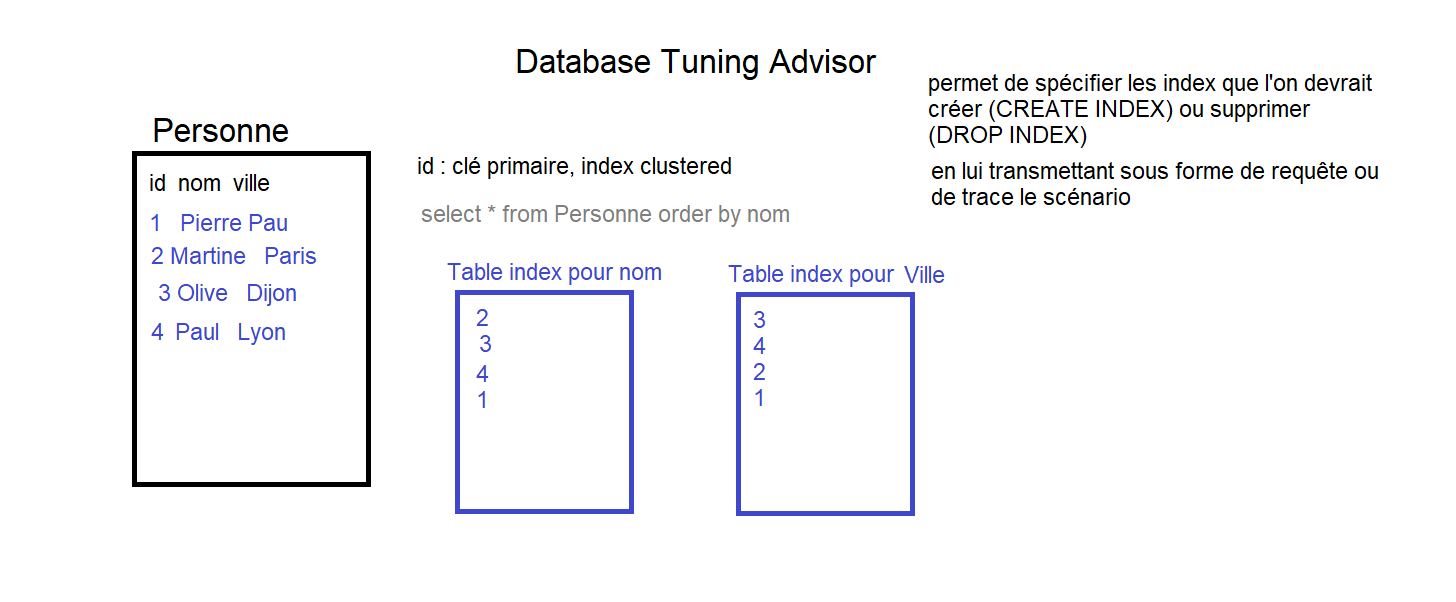 Database Tuning Advisor
permet de spécifier les index que l'on devrait
créer (CREATE INDEX) ou supprimer
(DROP INDEX)
en lui transmettant sous forme de requête ou
de trace le scénario
Personne
id nom ville
1 Pierre Pau
2 Martine Paris
3 Olive Dijon
4 Paul Lyon
id : clé primaire, index clustered
select * from Personne order by nom
Table index pour nom
2
3
4
1
Table index pour Ville
3
4
2
1